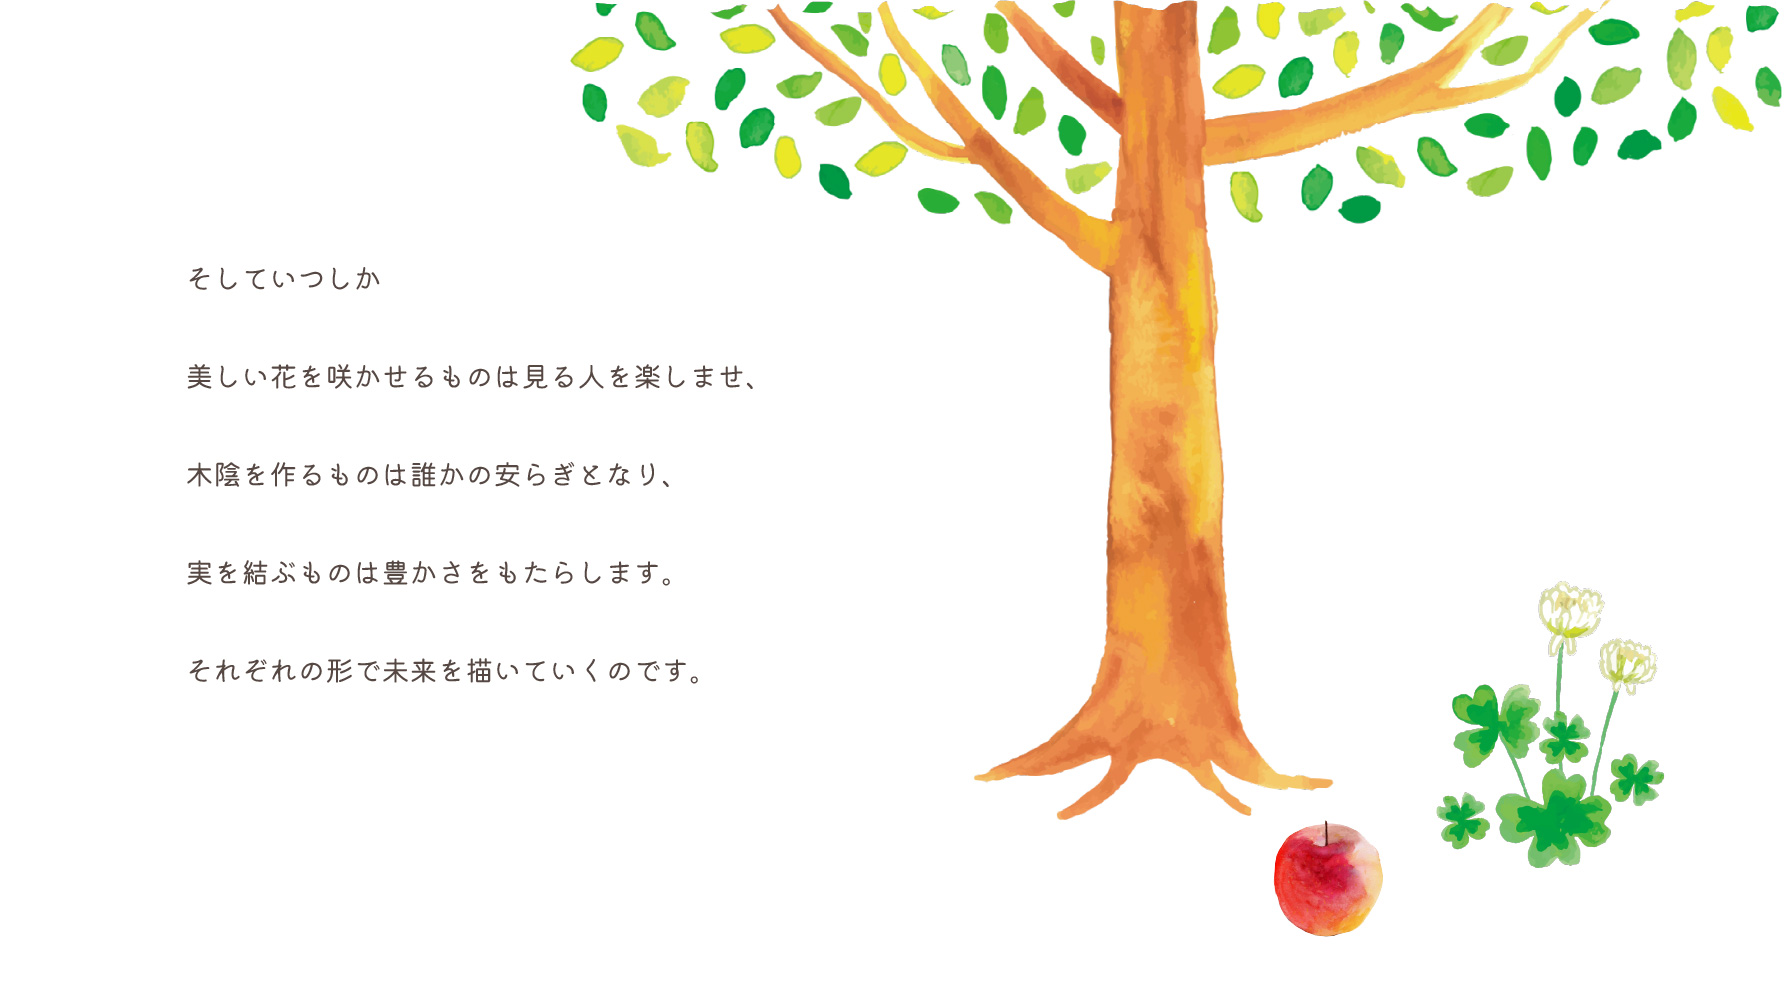 そしていつしか
美しい花を咲かせるものは見る人を楽しませ、
木陰を作るものは誰かの安らぎとなり、
実を結ぶものは豊かさをもたらします。
それぞれの形で未来を描いていくのです。